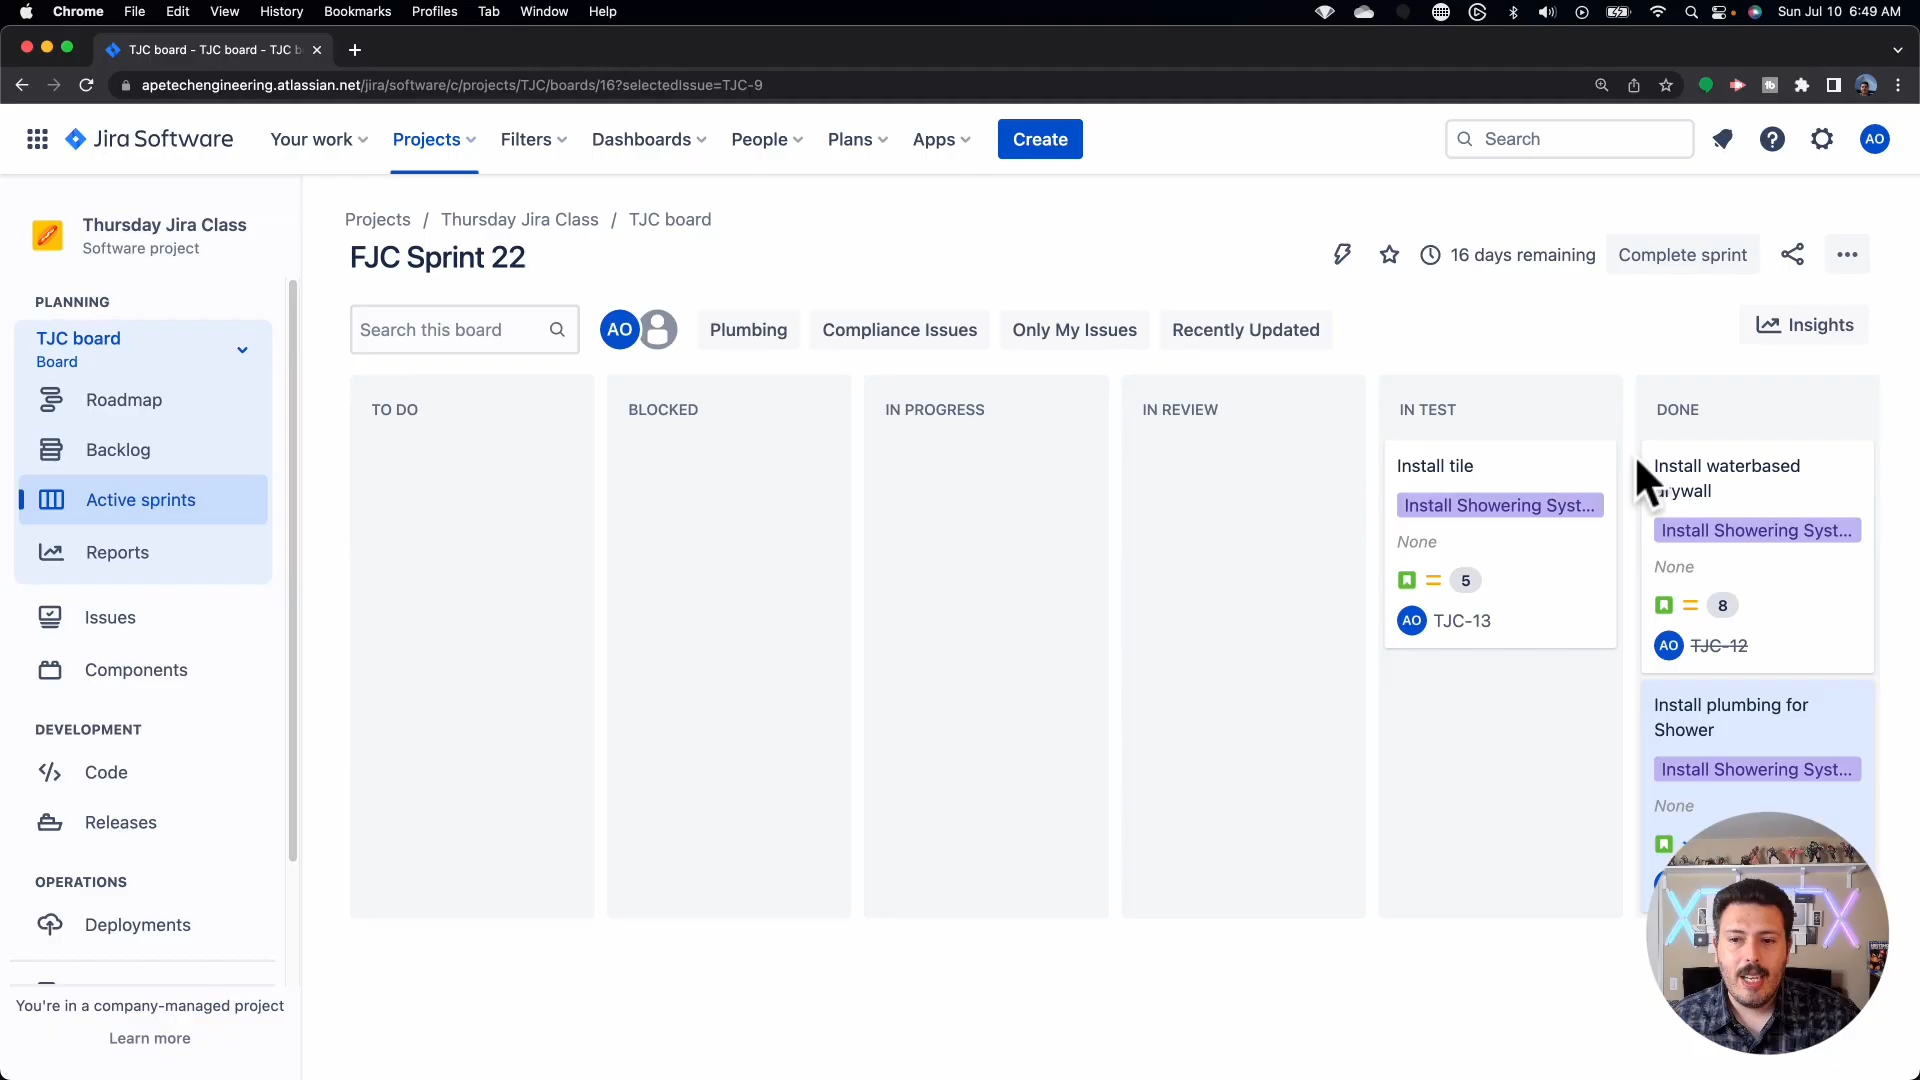 Chrome File Edit View History Bookmarks Profiles Tab Window Help
Sun Jul 10 6:49 AM
TJC board - TJC board - TJC b
apetechengineering.atlassian.net/jira/software/c/projects/TJC/boards/16?selectedIssue=TJC-9
Jira Software
Your work
Projects
Filters
Dashboards
People
Plans
Apps
Create
Search
AO
Thursday Jira Class
Software project
PLANNING
TJC board
Board
Roadmap
Backlog
Active sprints
Reports
Issues
Components
DEVELOPMENT
Code
Releases
OPERATIONS
Deployments
You're in a company-managed project
Learn more
Projects / Thursday Jira Class / TJC board
FJC Sprint 22
16 days remaining
Complete sprint
Search this board
AO
Plumbing
Compliance Issues
Only My Issues
Recently Updated
Insights
TO DO
BLOCKED
IN PROGRESS
IN REVIEW
IN TEST
Install tile
Install Showering Syst...
None
5
AO TJC-13
DONE
Install waterbased
drywall
Install Showering Syst...
None
8
AO TJC-12
Install plumbing for
Shower
Install Showering Syst...
None